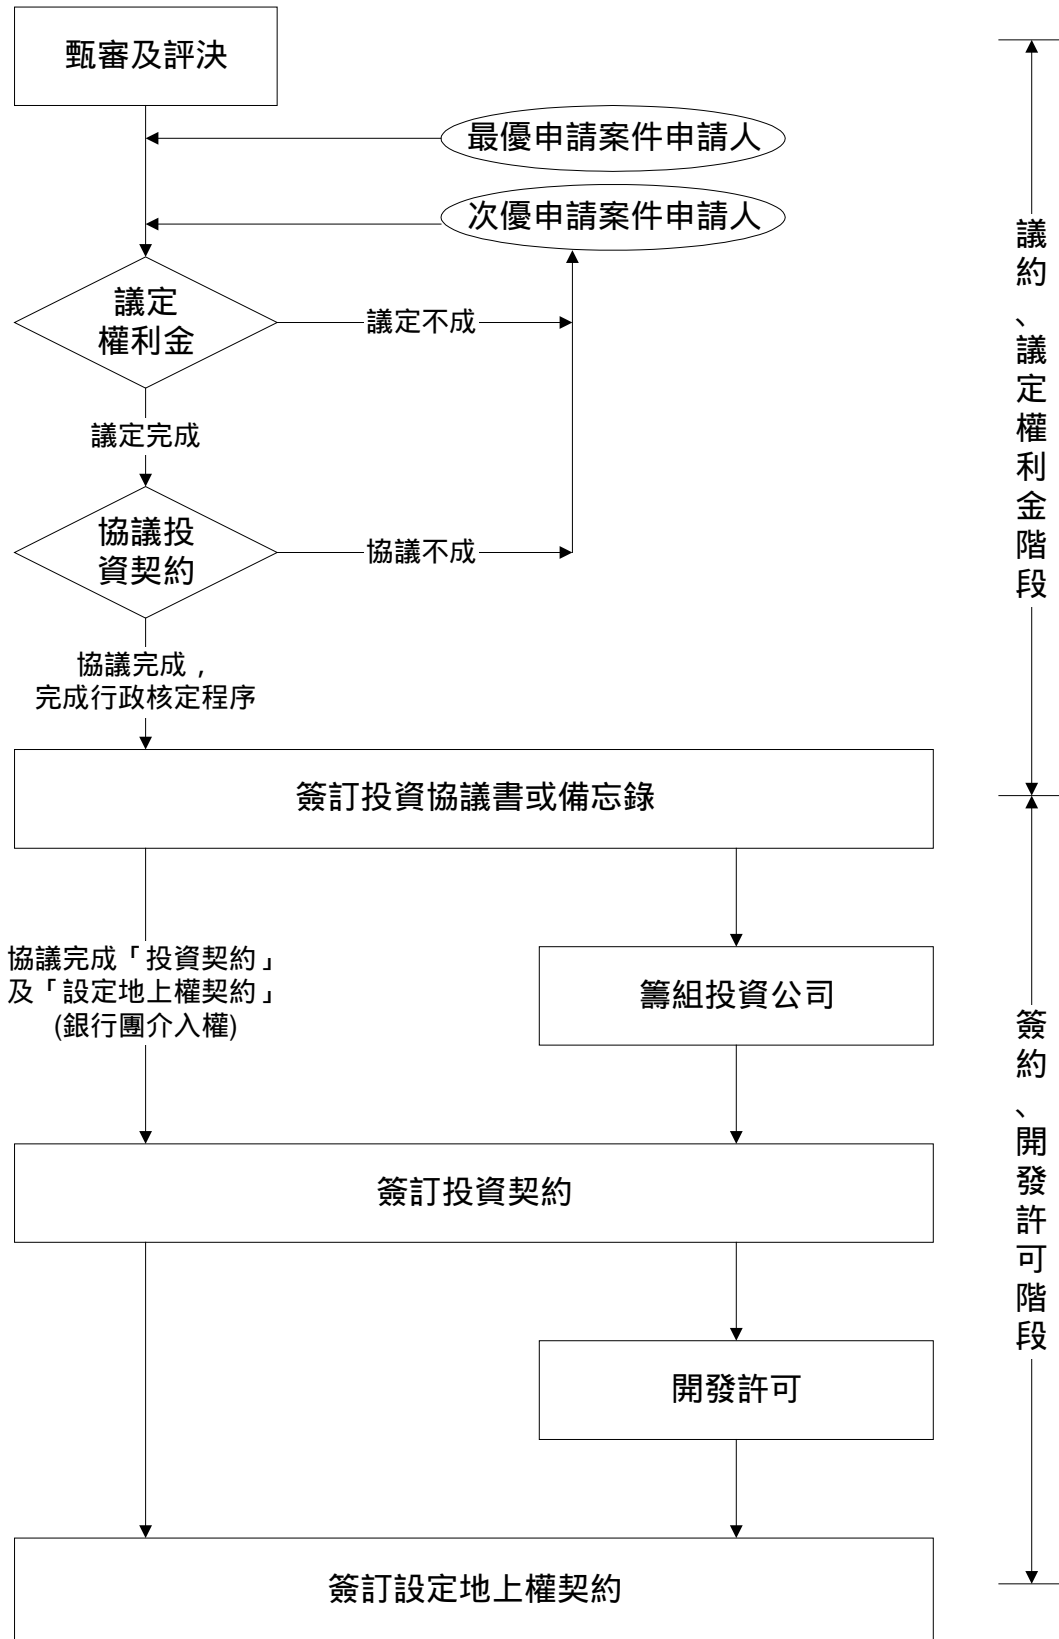 甄審及評決
最優申請案件申請人
次優申請案件申請人
議定
權利金
議定不成
議定完成
協議投
資契約
協議不成
協議完成，
完成行政核定程序
簽訂投資協議書或備忘錄
協議完成「投資契約」
及「設定地上權契約」
(銀行團介入權)
籌組投資公司
簽訂投資契約
開發許可
簽訂設定地上權契約
議約、議定權利金階段
簽約、開發許可階段